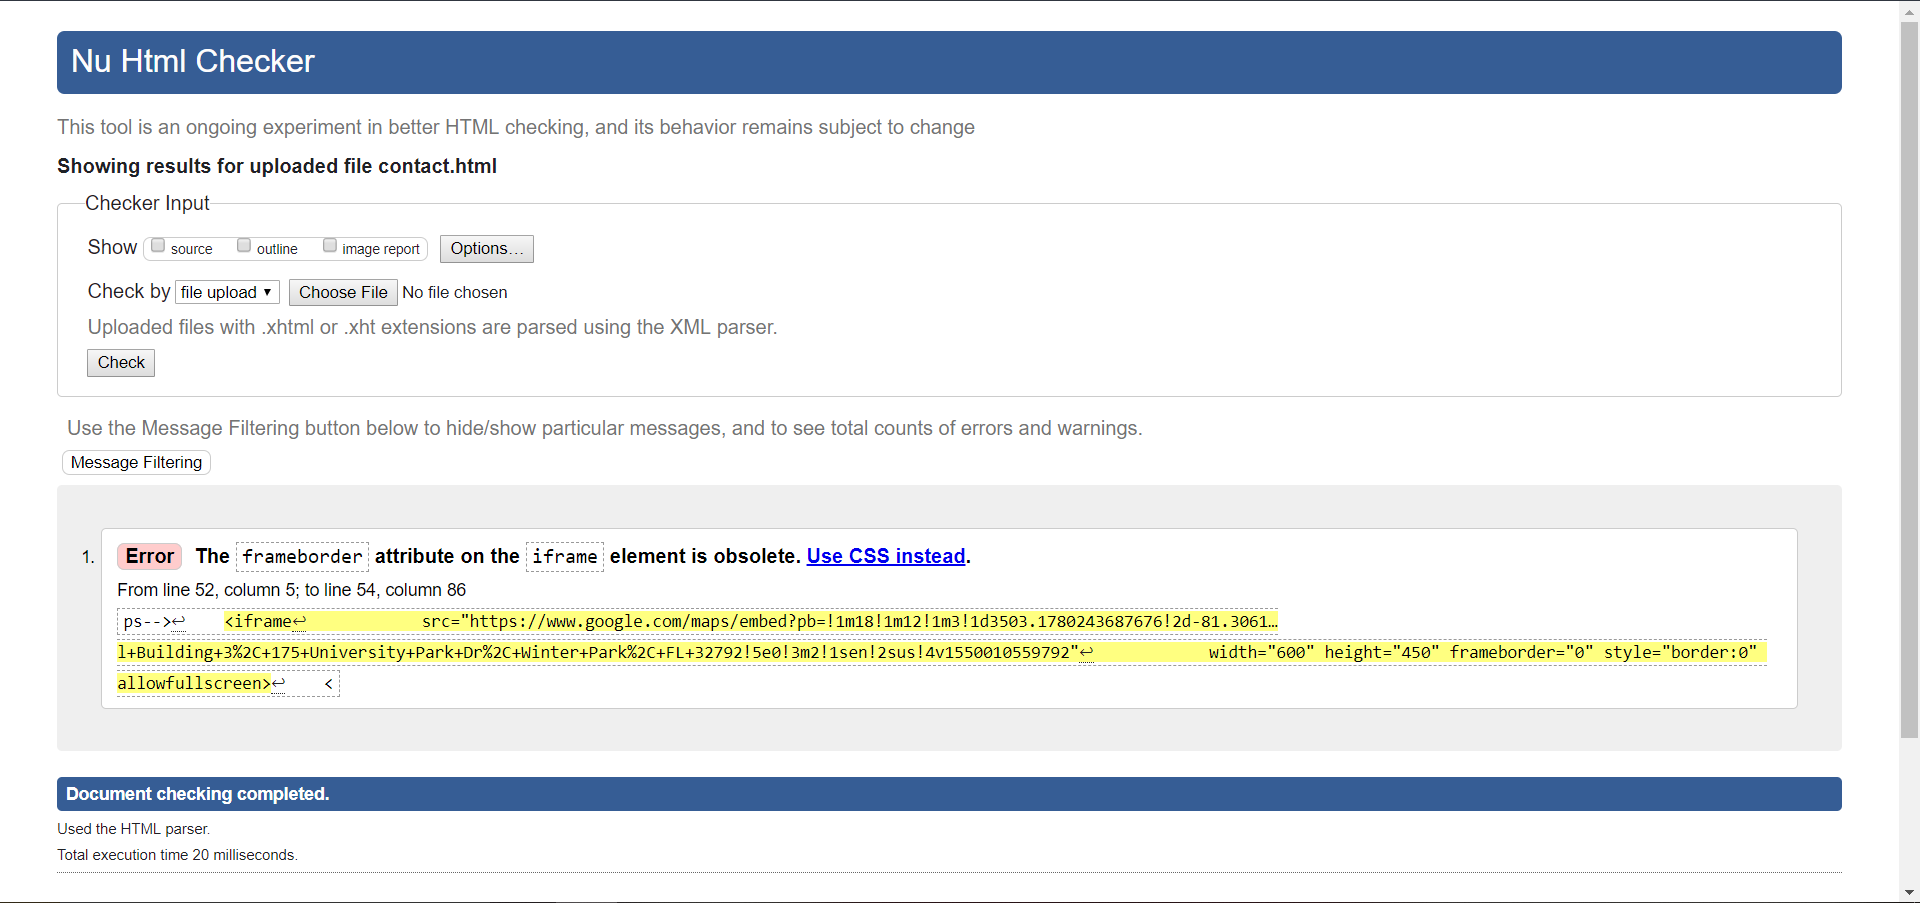 Nu Html Checker
This tool is an ongoing experiment in better HTML checking, and its behavior remains subject to change
Showing results for uploaded file contact.html
Checker Input
Show source outline image report Options…
Check by file upload ▼ Choose File No file chosen
Uploaded files with .xhtml or .xht extensions are parsed using the XML parser.
Check
Use the Message Filtering button below to hide/show particular messages, and to see total counts of errors and warnings.
Message Filtering
1. Error The frameborder attribute on the iframe element is obsolete. Use CSS instead.
From line 52, column 5; to line 54, column 86
ps-->↩ <iframe↩ src="https://www.google.com/maps/embed?pb=!1m18!1m12!1m3!1d3503.1780243687676!2d-81.3061…
l+Building+3%2C+175+University+Park+Dr%2C+Winter+Park%2C+FL+32792!5e0!3m2!1sen!2sus!4v1550010559792"↩ width="600" height="450" frameborder="0" style="border:0"
allowfullscreen>↩ <
Document checking completed.
Used the HTML parser.
Total execution time 20 milliseconds.